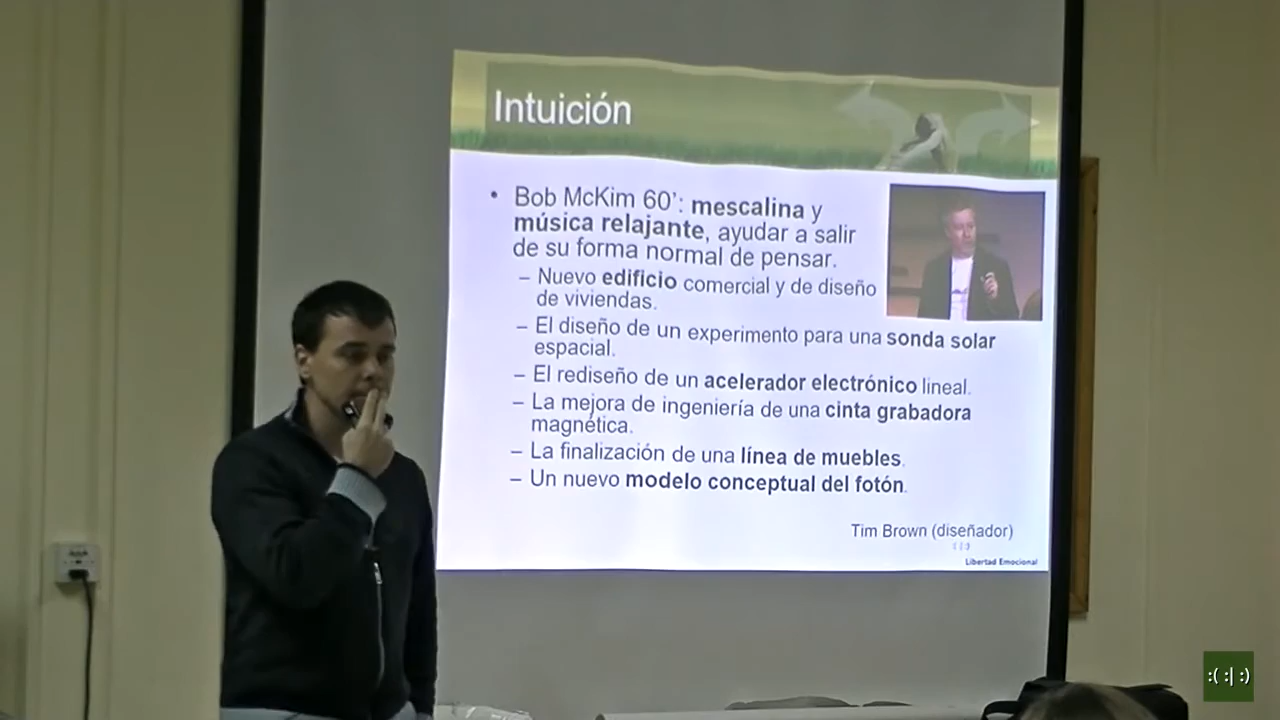 Intuición
• Bob McKim 60': mescalina y
música relajante, ayudar a salir
de su forma normal de pensar.
– Nuevo edificio comercial y de diseño
de viviendas.
– El diseño de un experimento para una sonda solar
espacial.
– El rediseño de un acelerador electrónico lineal.
– La mejora de ingeniería de una cinta grabadora
magnética.
– La finalización de una línea de muebles.
– Un nuevo modelo conceptual del fotón.
Tim Brown (diseñador)
Libertad Emocional
:( :| :)